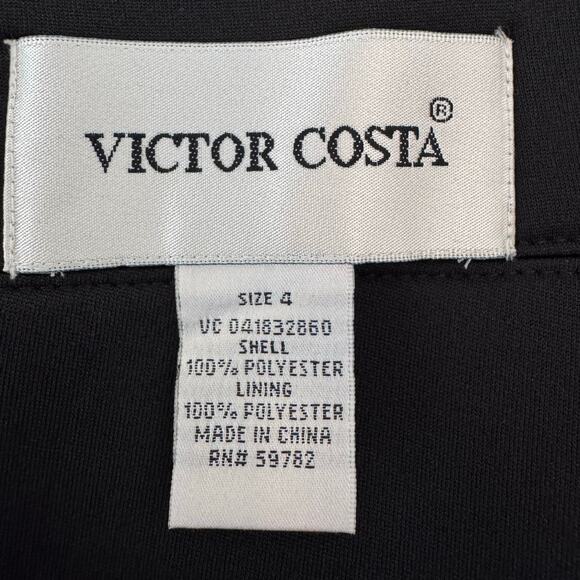 VICTOR COSTA®
SIZE 4
VC 041832860
SHELL
100% POLYESTER
LINING
100% POLYESTER
MADE IN CHINA
RN# 59782